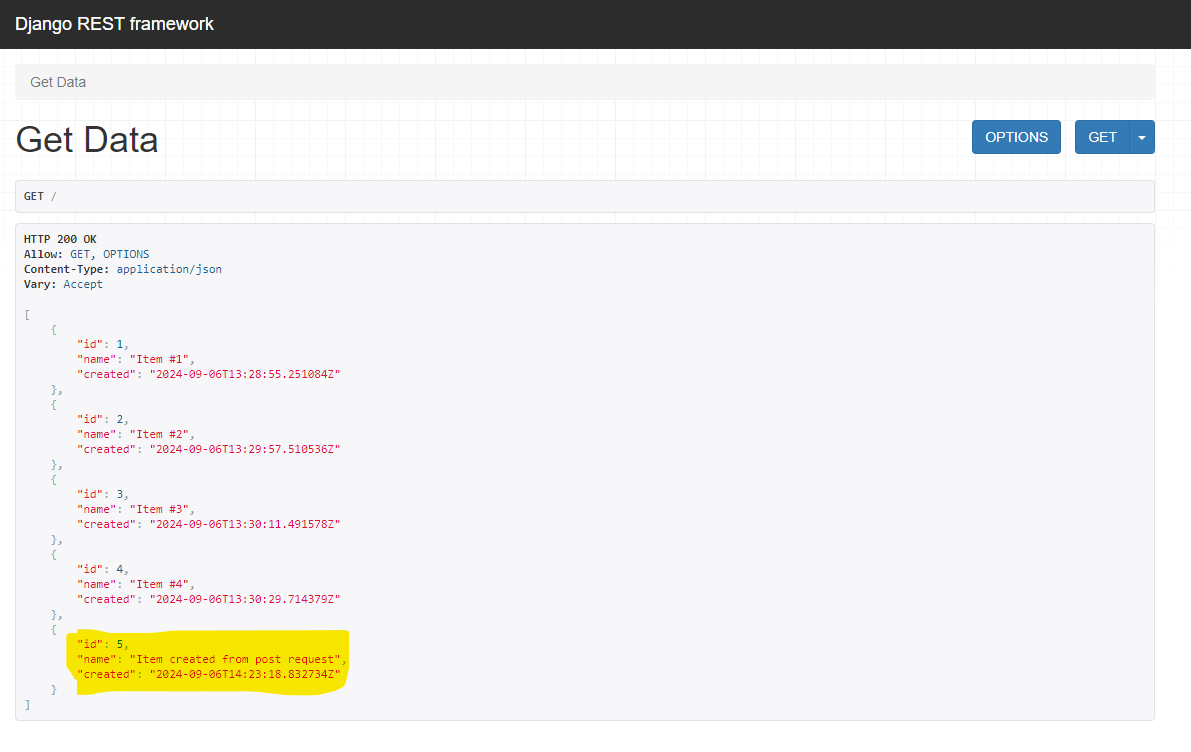 Django REST framework
Get Data
Get Data
OPTIONS
GET
GET /
HTTP 200 OK
Allow: GET, OPTIONS
Content-Type: application/json
Vary: Accept
[
    {
        "id": 1,
        "name": "Item #1",
        "created": "2024-09-06T13:28:55.251084Z"
    },
    {
        "id": 2,
        "name": "Item #2",
        "created": "2024-09-06T13:29:57.510536Z"
    },
    {
        "id": 3,
        "name": "Item #3",
        "created": "2024-09-06T13:30:11.491578Z"
    },
    {
        "id": 4,
        "name": "Item #4",
        "created": "2024-09-06T13:30:29.714379Z"
    },
    {
        "id": 5,
        "name": "Item created from post request",
        "created": "2024-09-06T14:23:18.832734Z"
    }
]